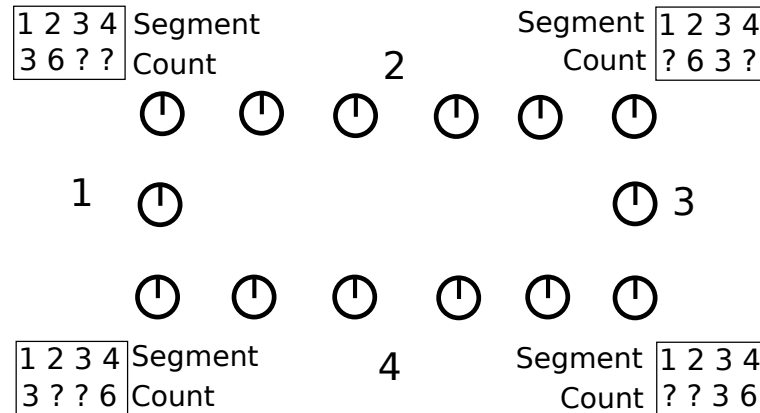 1 2 3 4 Segment
3 6 ? ? Count
Segment 1 2 3 4
Count ? 6 3 ?
2
1
3
4
1 2 3 4 Segment
3 ? ? 6 Count
Segment 1 2 3 4
Count ? ? 3 6